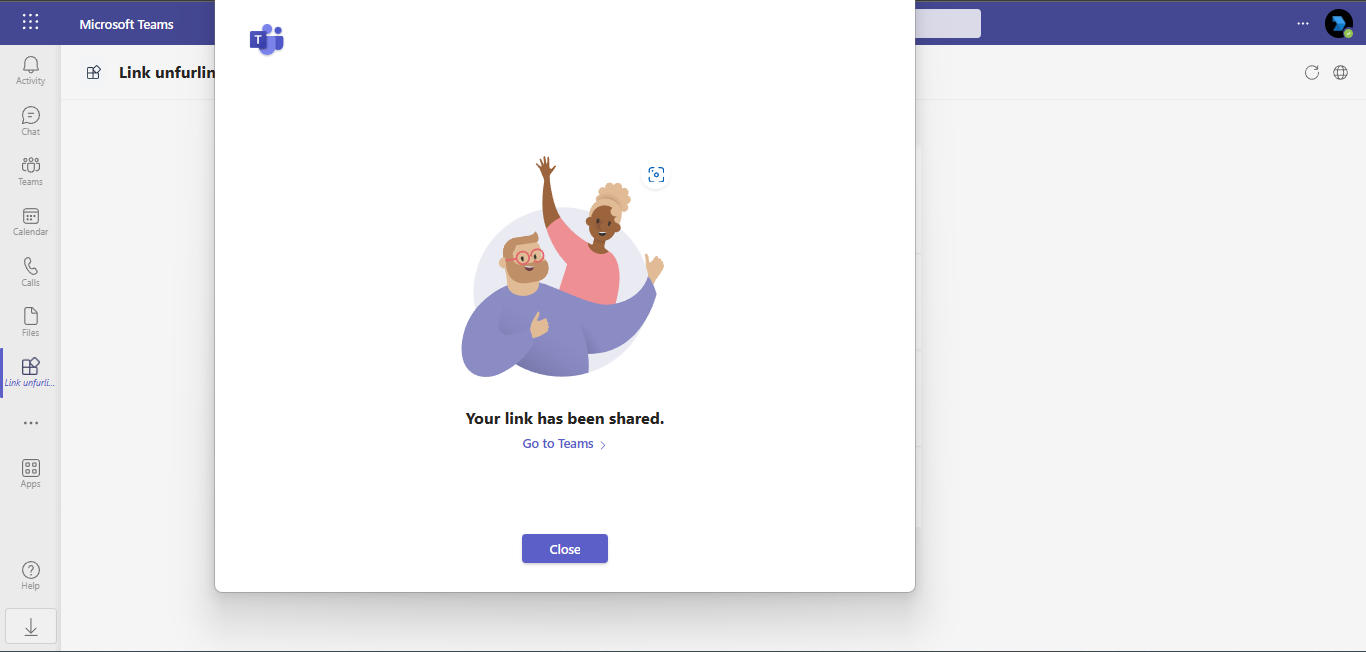 Microsoft Teams
Activity
Chat
Teams
Calendar
Calls
Files
Link unfurli...
Apps
Help
Link unfurlin
T
Your link has been shared.
Go to Teams
Close